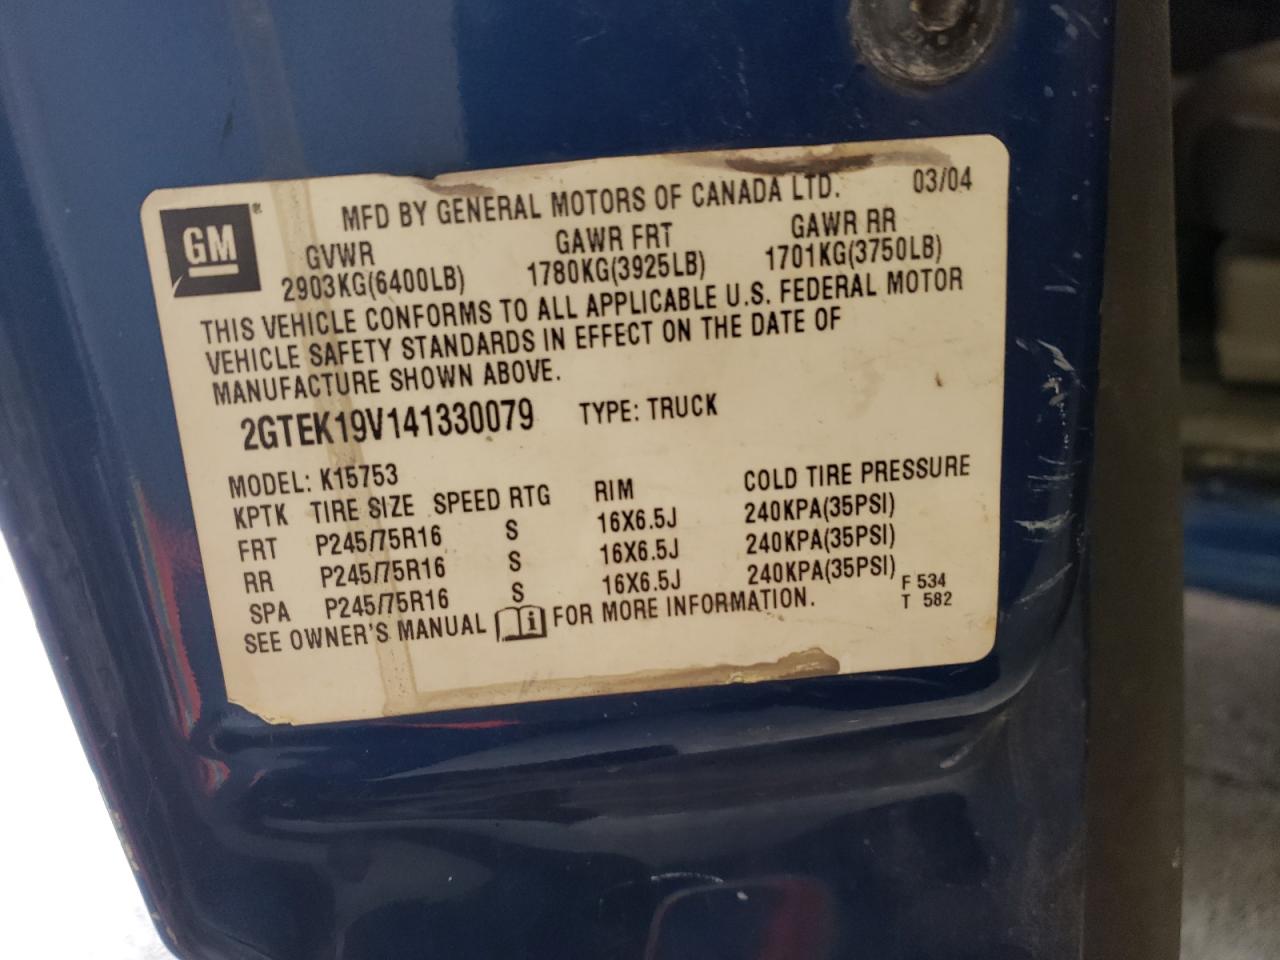 GM ®
MFD BY GENERAL MOTORS OF CANADA LTD. 03/04
GVWR GAWR FRT GAWR RR
2903KG(6400LB) 1780KG(3925LB) 1701KG(3750LB)
THIS VEHICLE CONFORMS TO ALL APPLICABLE U.S. FEDERAL MOTOR
VEHICLE SAFETY STANDARDS IN EFFECT ON THE DATE OF
MANUFACTURE SHOWN ABOVE.
2GTEK19V141330079 TYPE: TRUCK
MODEL: K15753
KPTK TIRE SIZE SPEED RTG RIM COLD TIRE PRESSURE
FRT P245/75R16 S 16X6.5J 240KPA(35PSI)
RR P245/75R16 S 16X6.5J 240KPA(35PSI)
SPA P245/75R16 S 16X6.5J 240KPA(35PSI)
SEE OWNER'S MANUAL i FOR MORE INFORMATION.
F 534
T 582